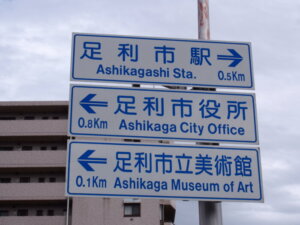 足利市駅
Ashikagashi Sta. 0.5Km
足利市役所
0.8Km Ashikaga City Office
足利市立美術館
0.1Km Ashikaga Museum of Art